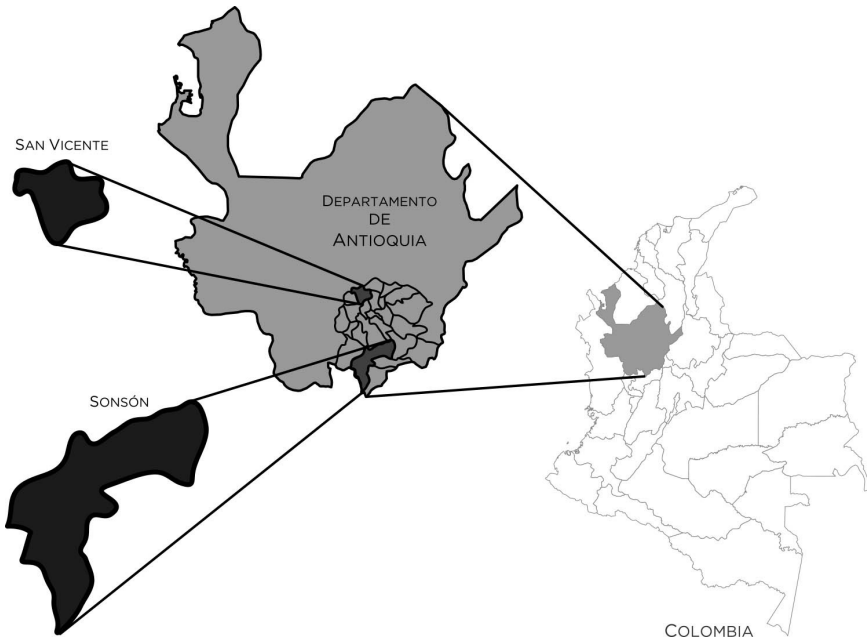 SAN VICENTE
DEPARTAMENTO
DE
ANTIOQUIA
SONSÓN
COLOMBIA